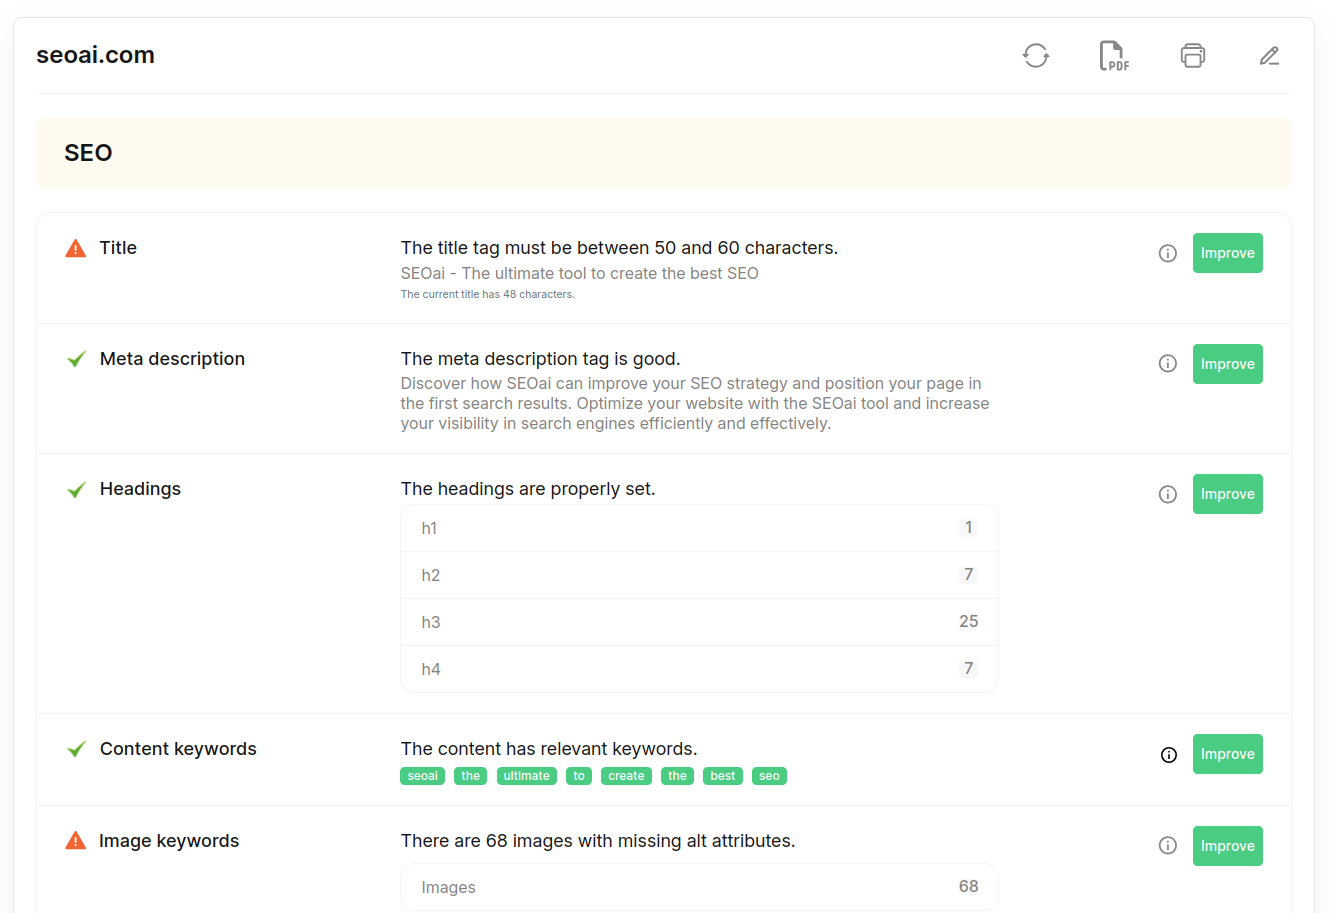 seoai.com
PDF
SEO
Title
The title tag must be between 50 and 60 characters.
Improve
SEOai - The ultimate tool to create the best SEO
The current title has 48 characters.
Meta description
The meta description tag is good.
Improve
Discover how SEOai can improve your SEO strategy and position your page in
the first search results. Optimize your website with the SEOai tool and increase
your visibility in search engines efficiently and effectively.
Headings
The headings are properly set.
Improve
h1 1
h2 7
h3 25
h4 7
Content keywords
The content has relevant keywords.
Improve
seoai the ultimate to create the best seo
Image keywords
There are 68 images with missing alt attributes.
Improve
Images 68